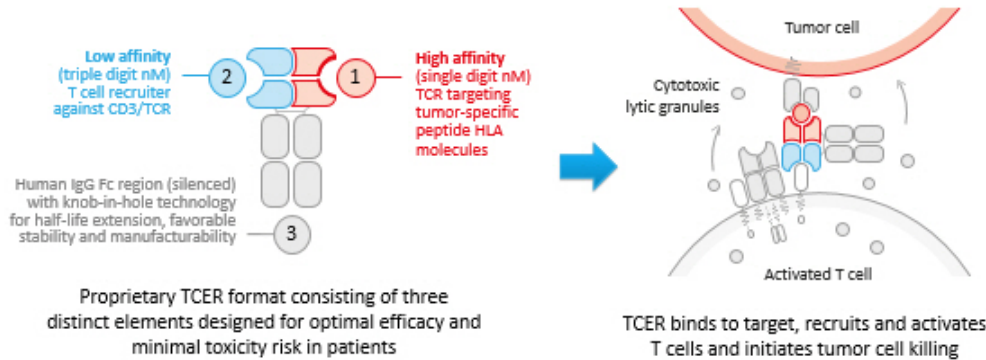 Low affinity
(triple digit nM)
T cell recruiter
against CD3/TCR
2
1
High affinity
(single digit nM)
TCR targeting
tumor-specific
peptide HLA
molecules
Human IgG Fc region (silenced)
with knob-in-hole technology
for half-life extension, favorable
stability and manufacturability
3
Proprietary TCER format consisting of three
distinct elements designed for optimal efficacy and
minimal toxicity risk in patients
Tumor cell
Cytotoxic
lytic granules
Activated T cell
TCER binds to target, recruits and activates
T cells and initiates tumor cell killing